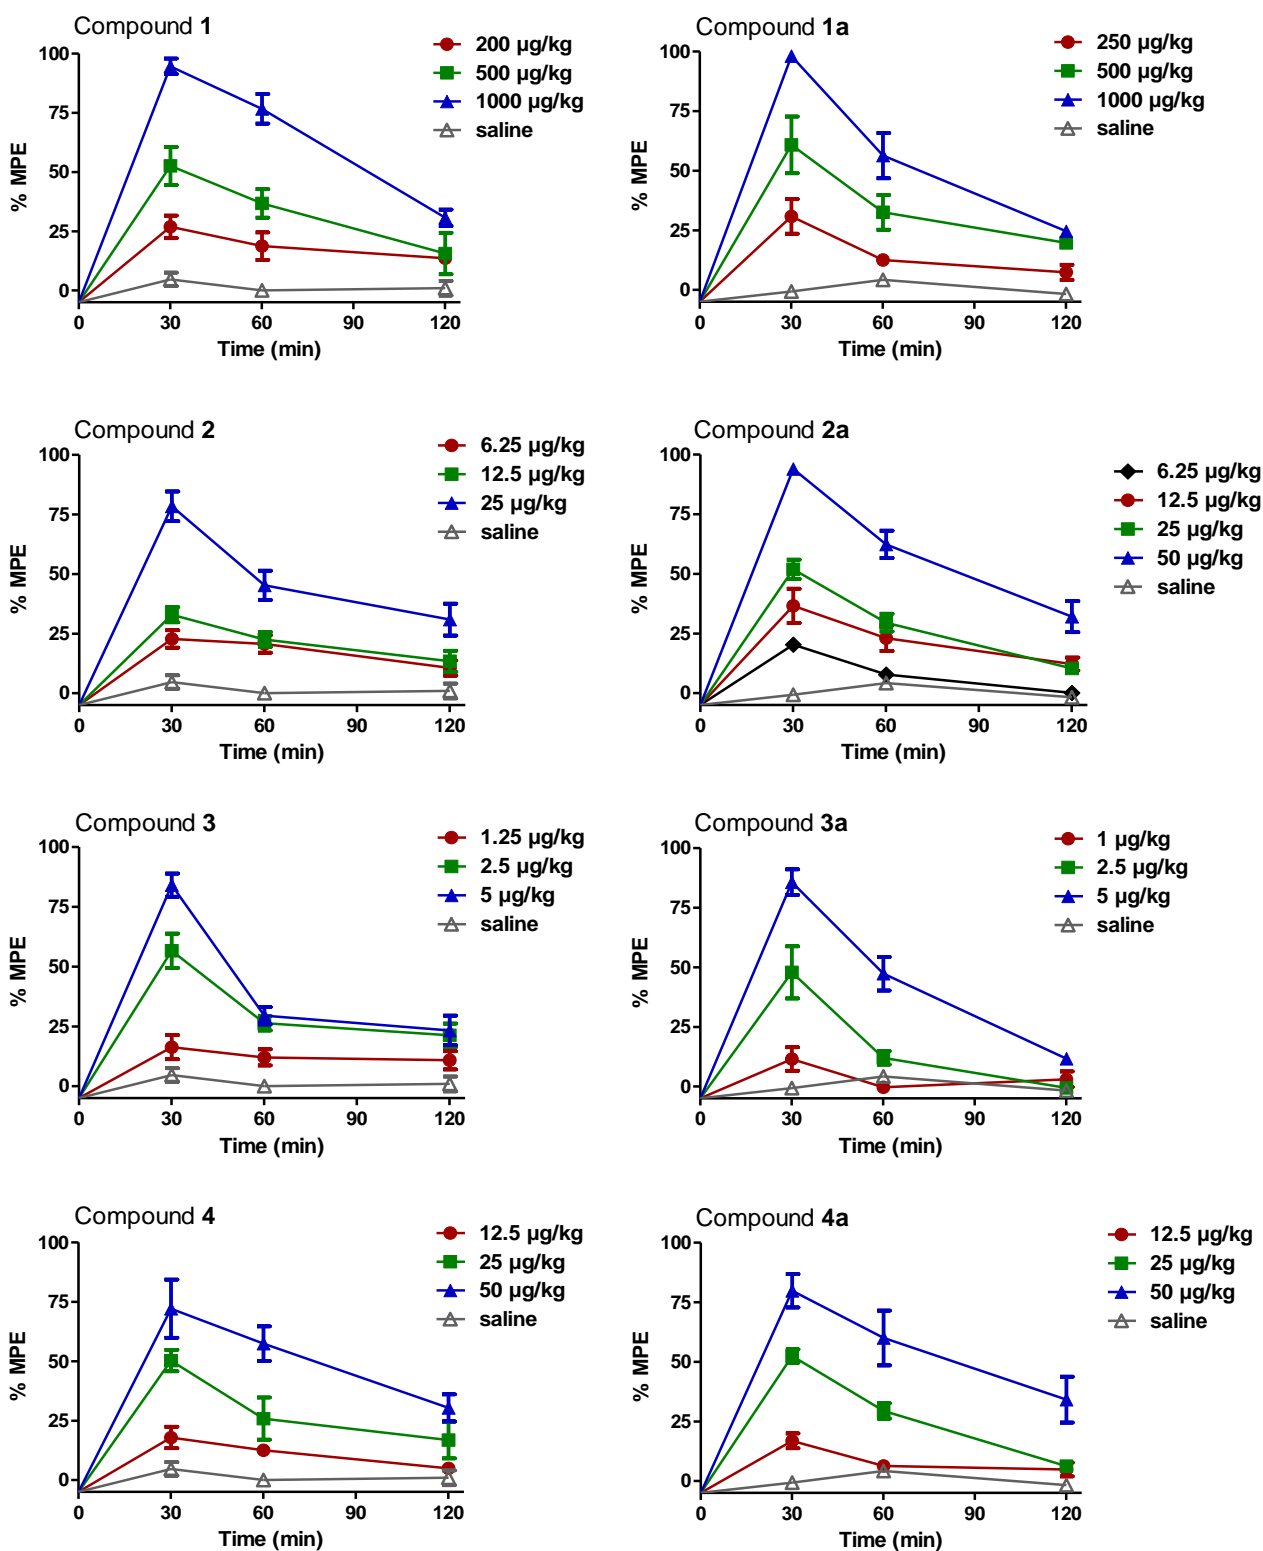 Compound 1
200 µg/kg
500 µg/kg
1000 µg/kg
saline
% MPE
100
75
50
25
0
0 30 60 90 120
Time (min)
Compound 1a
250 µg/kg
500 µg/kg
1000 µg/kg
saline
% MPE
100
75
50
25
0
0 30 60 90 120
Time (min)
Compound 2
6.25 µg/kg
12.5 µg/kg
25 µg/kg
saline
% MPE
100
75
50
25
0
0 30 60 90 120
Time (min)
Compound 2a
6.25 µg/kg
12.5 µg/kg
25 µg/kg
50 µg/kg
saline
% MPE
100
75
50
25
0
0 30 60 90 120
Time (min)
Compound 3
1.25 µg/kg
2.5 µg/kg
5 µg/kg
saline
% MPE
100
75
50
25
0
0 30 60 90 120
Time (min)
Compound 3a
1 µg/kg
2.5 µg/kg
5 µg/kg
saline
% MPE
100
75
50
25
0
0 30 60 90 120
Time (min)
Compound 4
12.5 µg/kg
25 µg/kg
50 µg/kg
saline
% MPE
100
75
50
25
0
0 30 60 90 120
Time (min)
Compound 4a
12.5 µg/kg
25 µg/kg
50 µg/kg
saline
% MPE
100
75
50
25
0
0 30 60 90 120
Time (min)